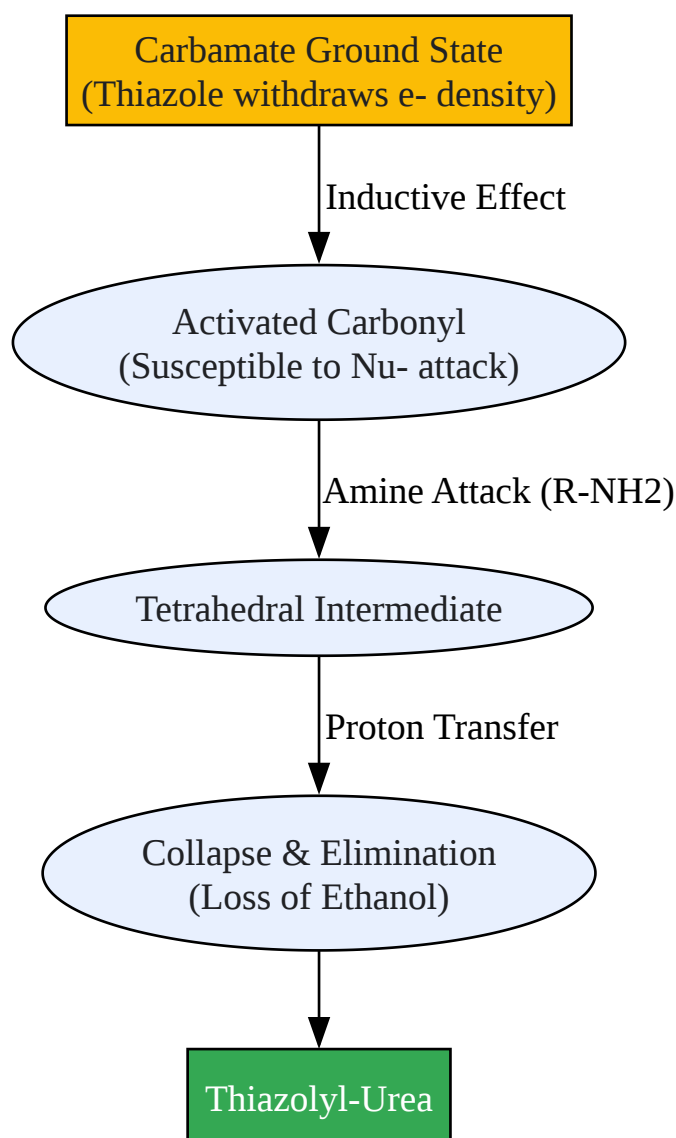 Carbamate Ground State
(Thiazole withdraws e- density)
Inductive Effect
Activated Carbonyl
(Susceptible to Nu- attack)
Amine Attack (R-NH2)
Tetrahedral Intermediate
Proton Transfer
Collapse & Elimination
(Loss of Ethanol)
Thiazolyl-Urea